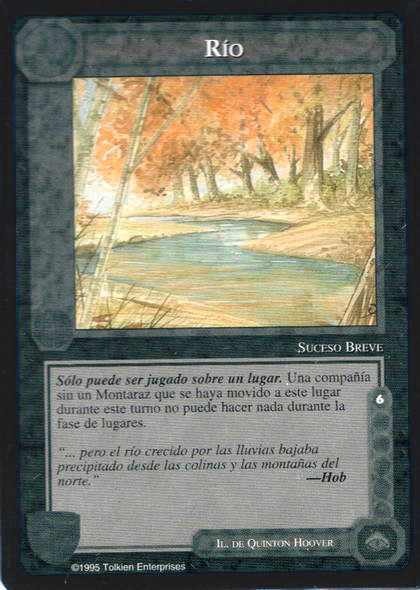 Río
Suceso Breve
Sólo puede ser jugado sobre un lugar. Una compañía
sin un Montaraz que se haya movido a este lugar
durante este turno no puede hacer nada durante la
fase de lugares.
6
“... pero el río crecido por las lluvias bajaba
precipitado desde las colinas y las montañas del
norte.” —Hob
Il. de Quinton Hoover
©1995 Tolkien Enterprises